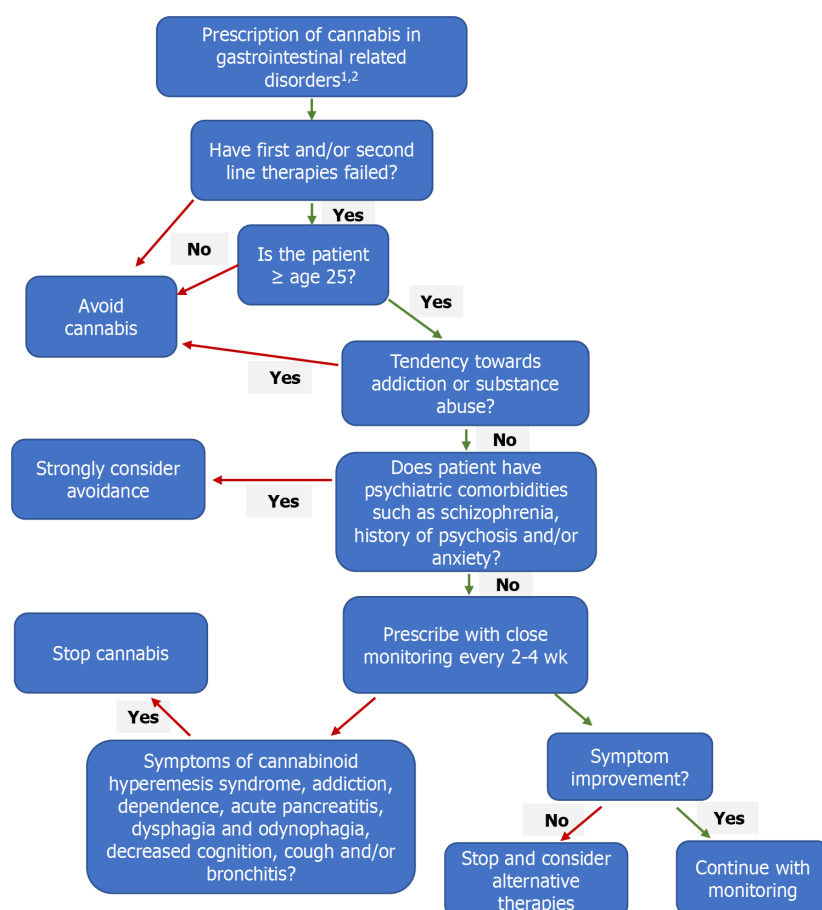 Prescription of cannabis in
gastrointestinal related
disorders1,2
Have first and/or second
line therapies failed?
Yes
No
Is the patient
≥ age 25?
Avoid
cannabis
Yes
Tendency towards
addiction or substance
abuse?
Yes
No
Strongly consider
avoidance
Does patient have
psychiatric comorbidities
such as schizophrenia,
history of psychosis and/or
anxiety?
Yes
No
Stop cannabis
Prescribe with close
monitoring every 2-4 wk
Yes
Symptoms of cannabinoid
hyperemesis syndrome, addiction,
dependence, acute pancreatitis,
dysphagia and odynophagia,
decreased cognition, cough and/or
bronchitis?
Symptom
improvement?
No
Yes
Stop and consider
alternative
therapies
Continue with
monitoring